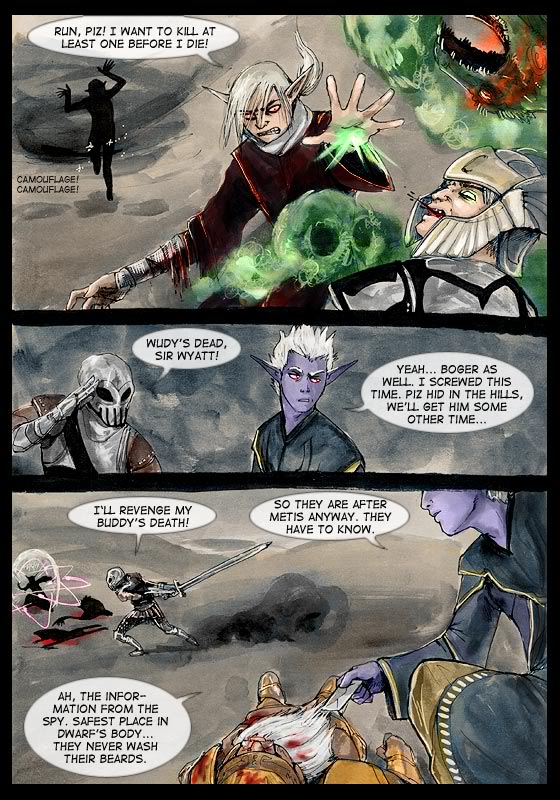 RUN, PIZ! I WANT TO KILL AT
LEAST ONE BEFORE I DIE!
CAMOUFLAGE!
CAMOUFLAGE!
WUDY'S DEAD,
SIR WYATT!
YEAH... BOGER AS
WELL. I SCREWED THIS
TIME. PIZ HID IN THE HILLS,
WE'LL GET HIM SOME
OTHER TIME...
I'LL REVENGE MY
BUDDY'S DEATH!
SO THEY ARE AFTER
METIS ANYWAY. THEY
HAVE TO KNOW.
AH, THE INFOR-
MATION FROM THE
SPY. SAFEST PLACE IN
DWARF'S BODY...
THEY NEVER WASH
THEIR BEARDS.